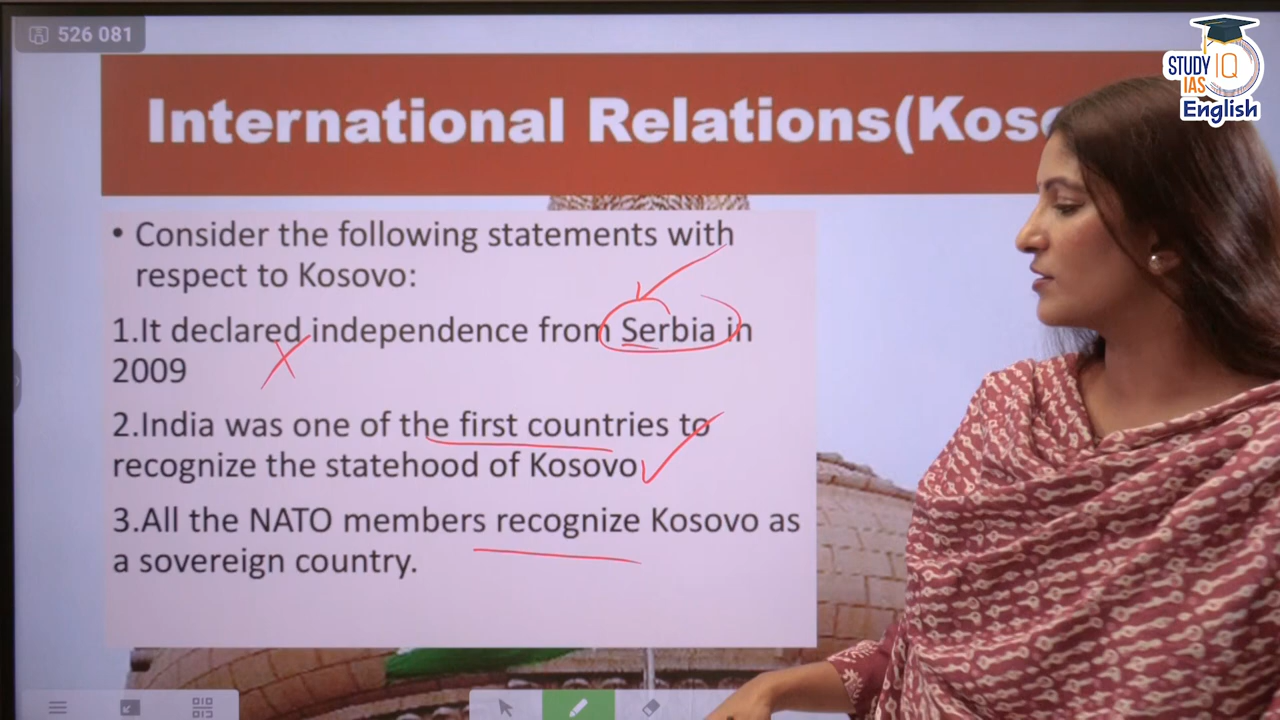 526 081
STUDY IQ
IAS
English
International Relations(Koso
• Consider the following statements with
respect to Kosovo:
1.It declared independence from Serbia in
2009
2.India was one of the first countries to
recognize the statehood of Kosovo
3.All the NATO members recognize Kosovo as
a sovereign country.